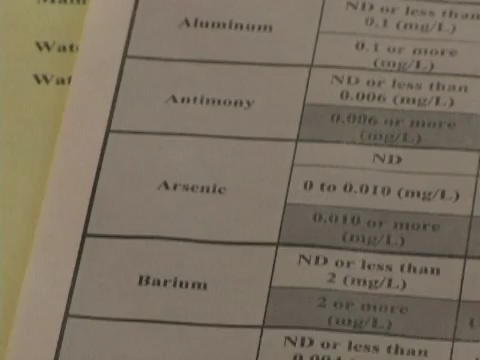 Wat
Wat
Aluminum
ND or less than
0.1 (mg/L)
0.1 or more
(mg/L)
Antimony
ND or less than
0.006 (mg/L)
0.006 or more
(mg/L)
Arsenic
ND
0 to 0.010 (mg/L)
0.010 or more
(mg/L)
Barium
ND or less than
2 (mg/L)
2 or more
(mg/L)
ND or less than